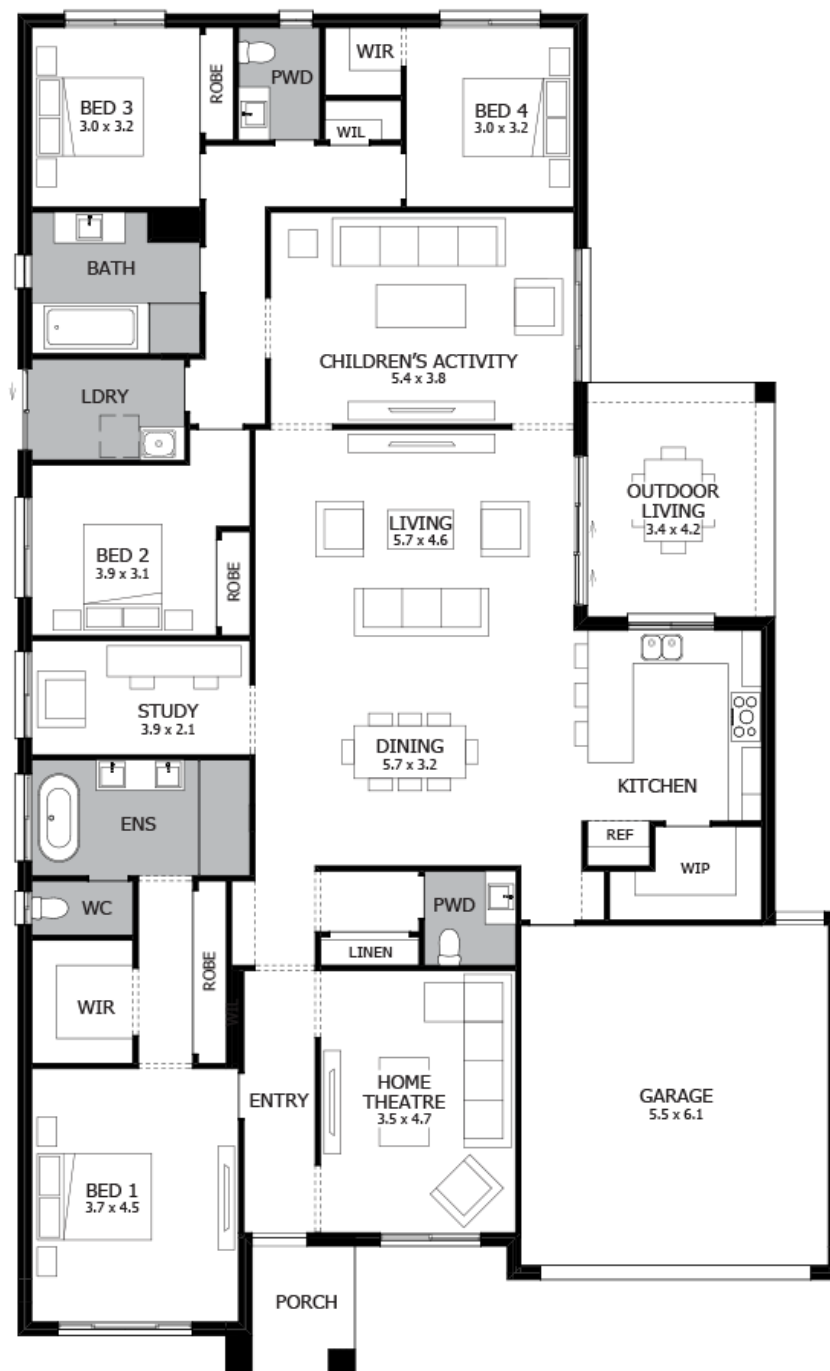 WIR
PWD
ROBE
BED 3
3.0 x 3.2
BED 4
3.0 x 3.2
WIL
BATH
CHILDREN'S ACTIVITY
5.4 x 3.8
LDRY
OUTDOOR
LIVING
3.4 x 4.2
LIVING
5.7 x 4.6
BED 2
3.9 x 3.1
ROBE
STUDY
3.9 x 2.1
DINING
5.7 x 3.2
KITCHEN
ENS
REF
WIP
WC
PWD
LINEN
ROBE
WIR
WIL
HOME
THEATRE
3.5 x 4.7
ENTRY
GARAGE
5.5 x 6.1
BED 1
3.7 x 4.5
PORCH